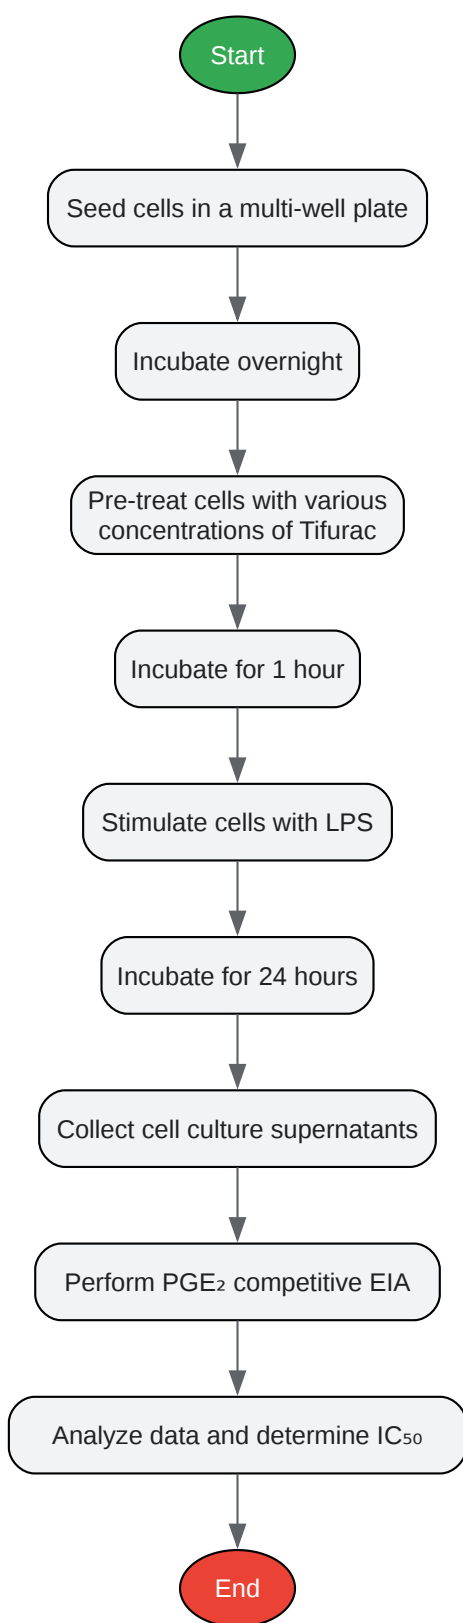 Start
Seed cells in a multi-well plate
Incubate overnight
Pre-treat cells with various
concentrations of Tifurac
Incubate for 1 hour
Stimulate cells with LPS
Incubate for 24 hours
Collect cell culture supernatants
Perform PGE₂ competitive EIA
Analyze data and determine IC₅₀
End